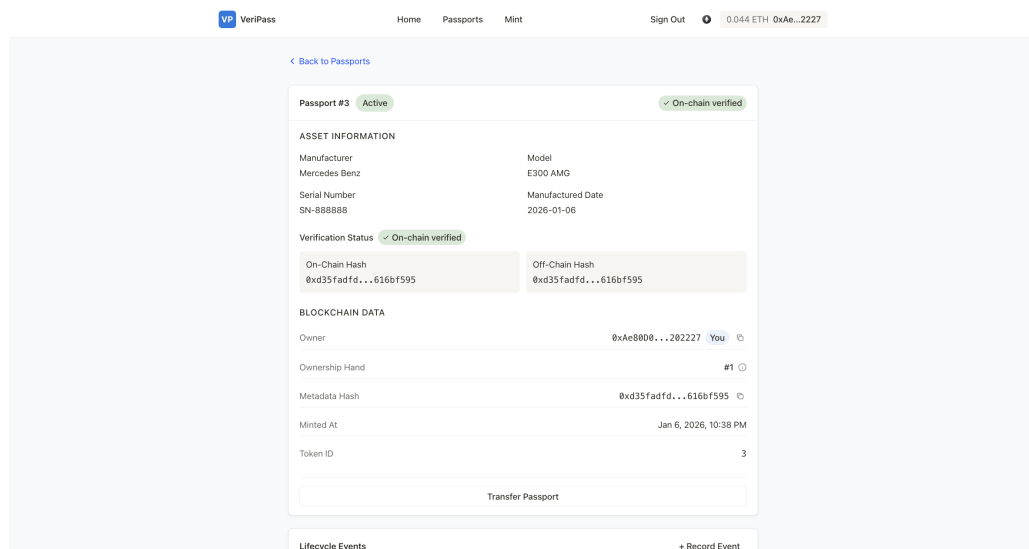 VP VeriPass Home Passports Mint Sign Out 0.044 ETH 0xAe...2227
Back to Passports
Passport #3 Active ✓ On-chain verified
ASSET INFORMATION
Manufacturer Model
Mercedes Benz E300 AMG
Serial Number Manufactured Date
SN-888888 2026-01-06
Verification Status ✓ On-chain verified
On-Chain Hash Off-Chain Hash
0xd35fadfd...616bf595 0xd35fadfd...616bf595
BLOCKCHAIN DATA
Owner 0xAe80D0...202227 You
Ownership Hand #1
Metadata Hash 0xd35fadfd...616bf595
Minted At Jan 6, 2026, 10:38 PM
Token ID 3
Transfer Passport
Lifecycle Events + Record Event